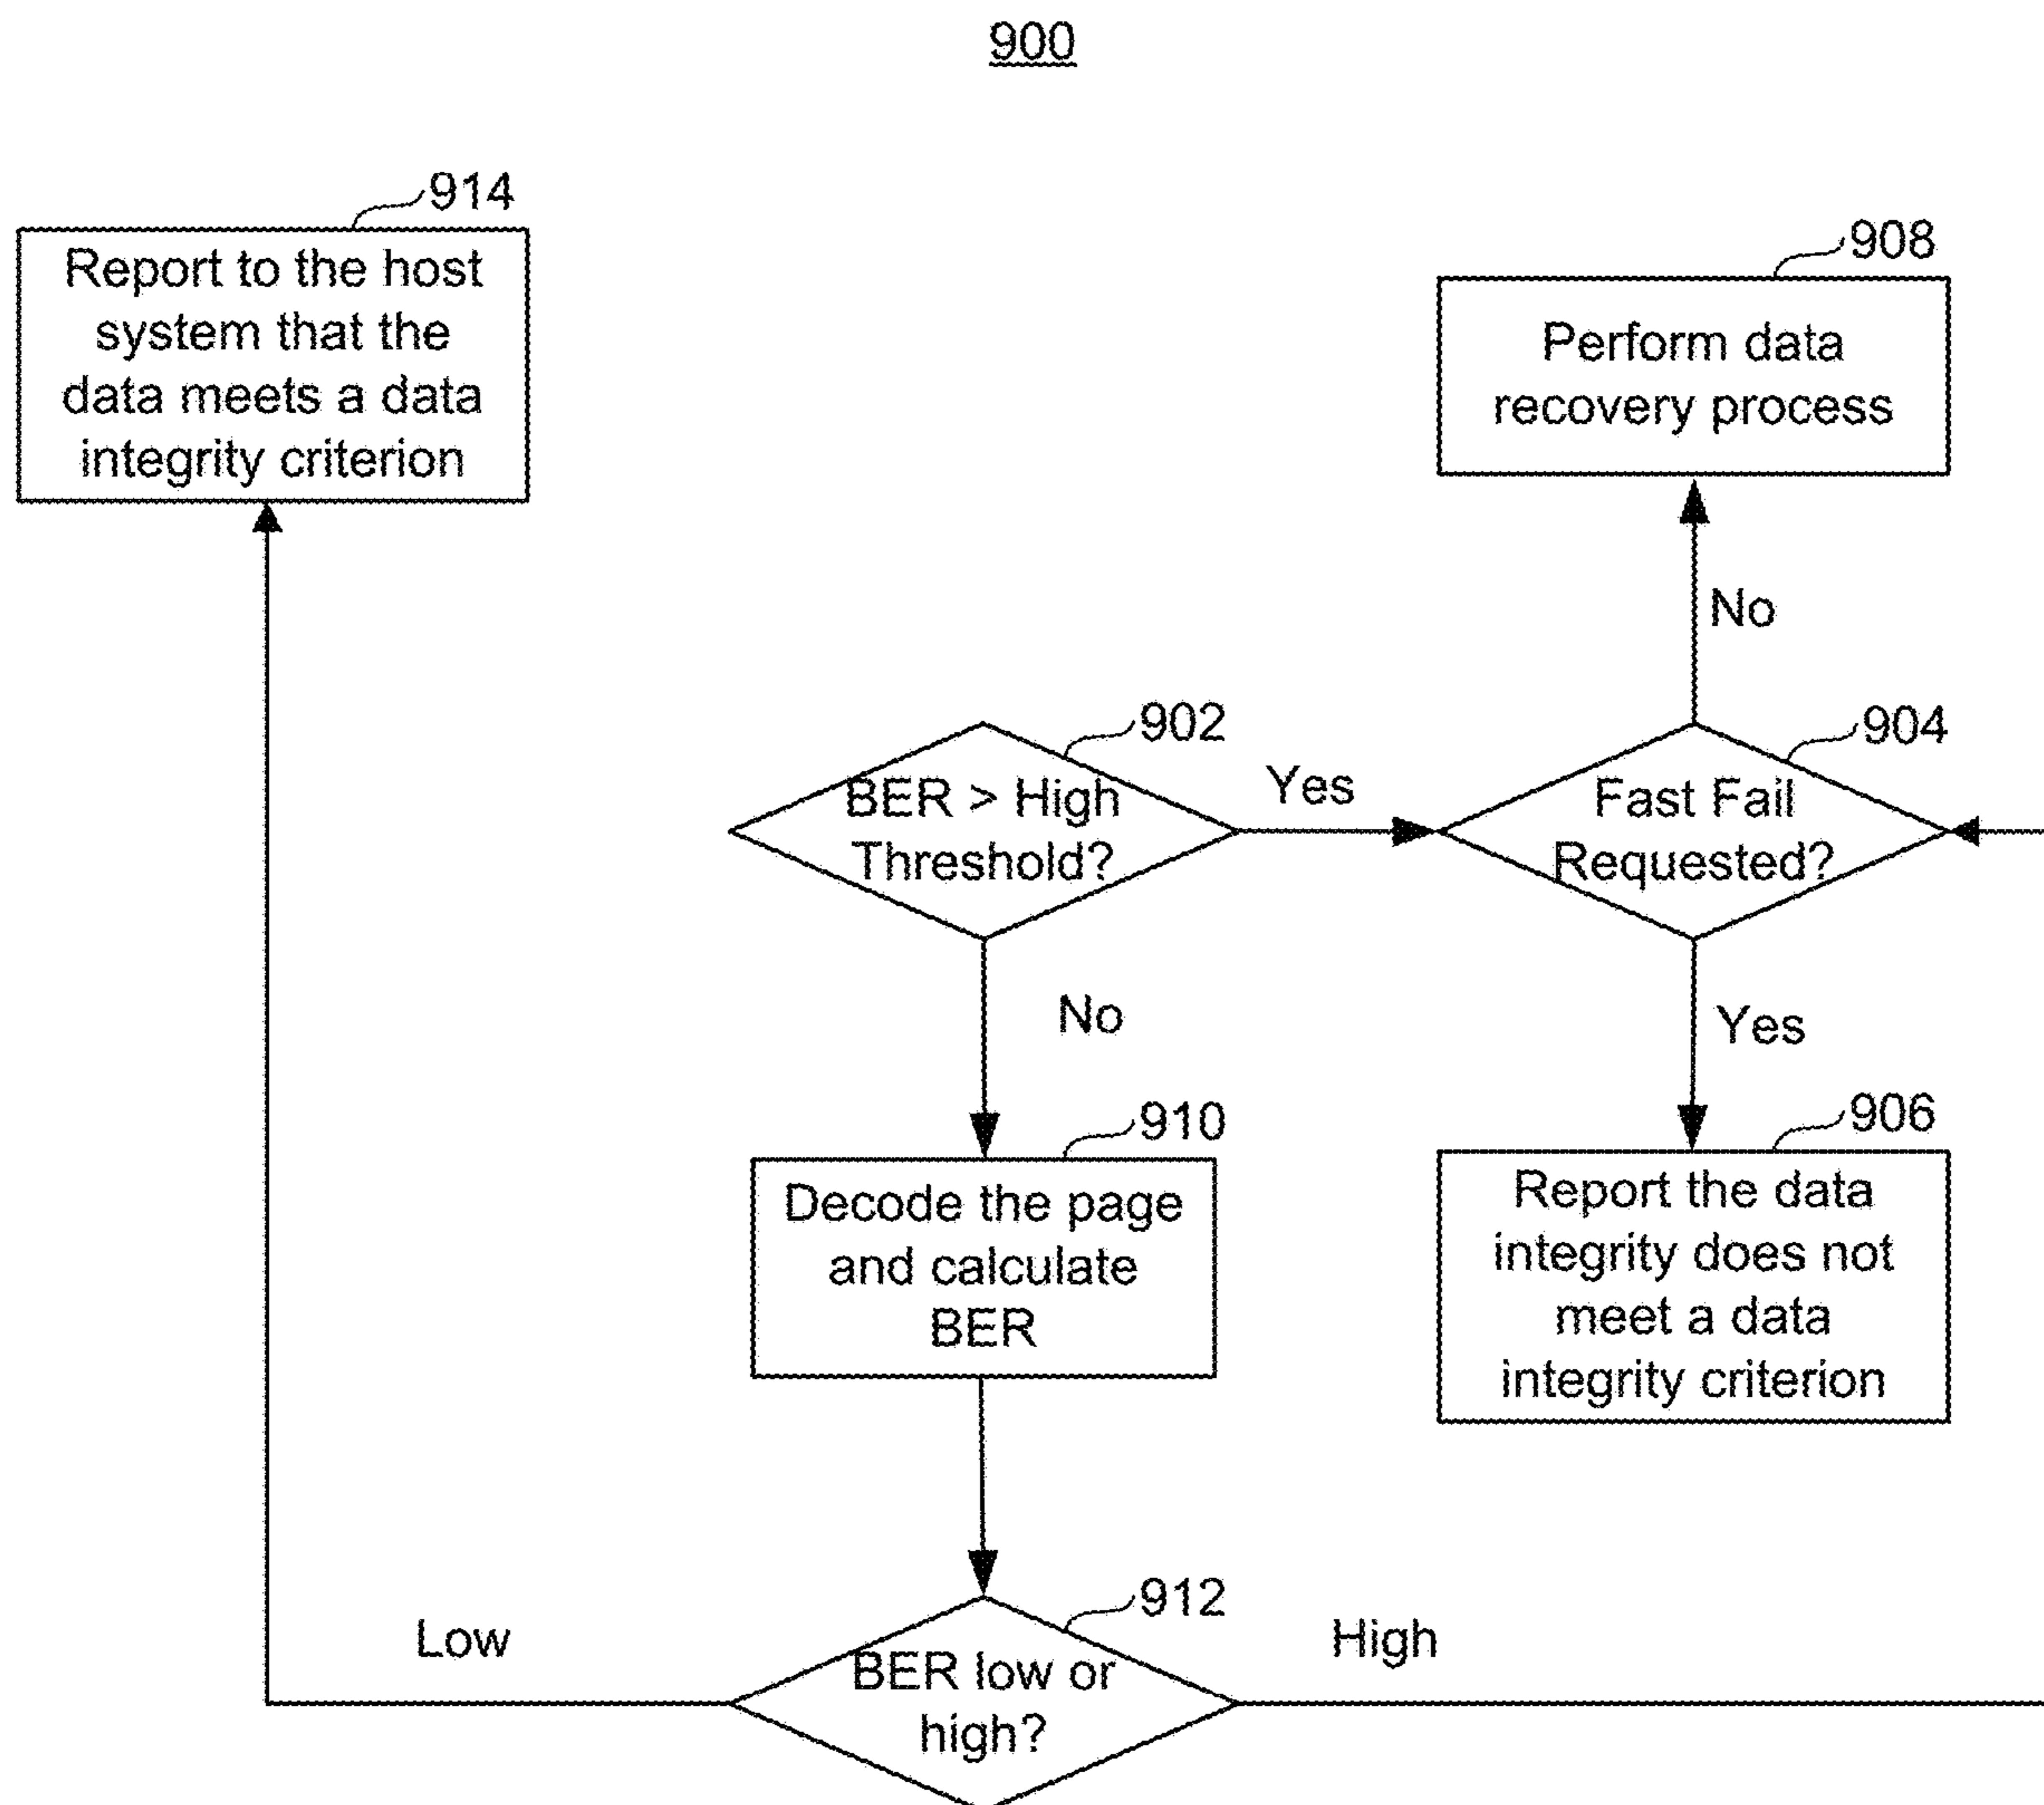 900
914
Report to the host
system that the
data meets a data
integrity criterion
908
Perform data
recovery process
No
902
BER > High
Threshold?
Yes
904
Fast Fail
Requested?
No
Yes
910
Decode the page
and calculate
BER
906
Report the data
integrity does not
meet a data
integrity criterion
912
BER low or
high?
Low
High